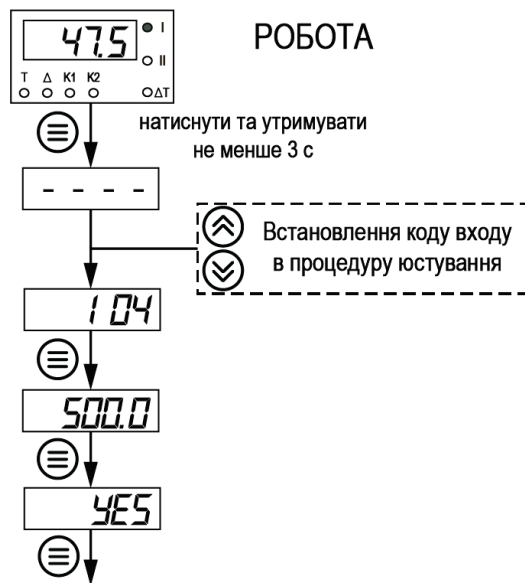 47.5
I
РОБОТА
II
T Δ K1 K2
ΔT
натиснути та утримувати
не менше 3 с
- - - -
Встановлення коду входу
в процедуру юстування
104
500.0
YES